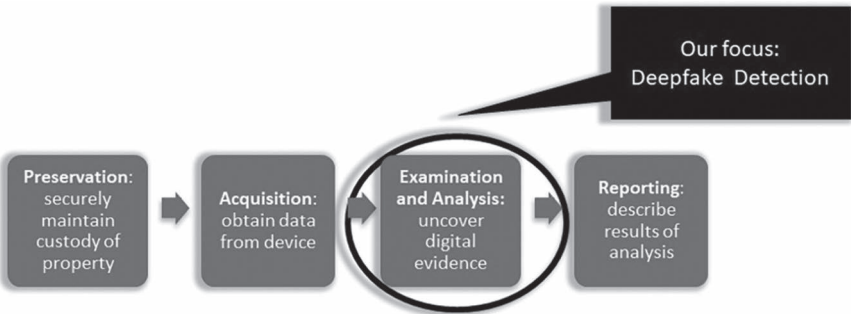 Our focus:
Deepfake Detection
Preservation:
securely
maintain
custody of
property
Acquisition:
obtain data
from device
Examination
and Analysis:
uncover
digital
evidence
Reporting:
describe
results of
analysis